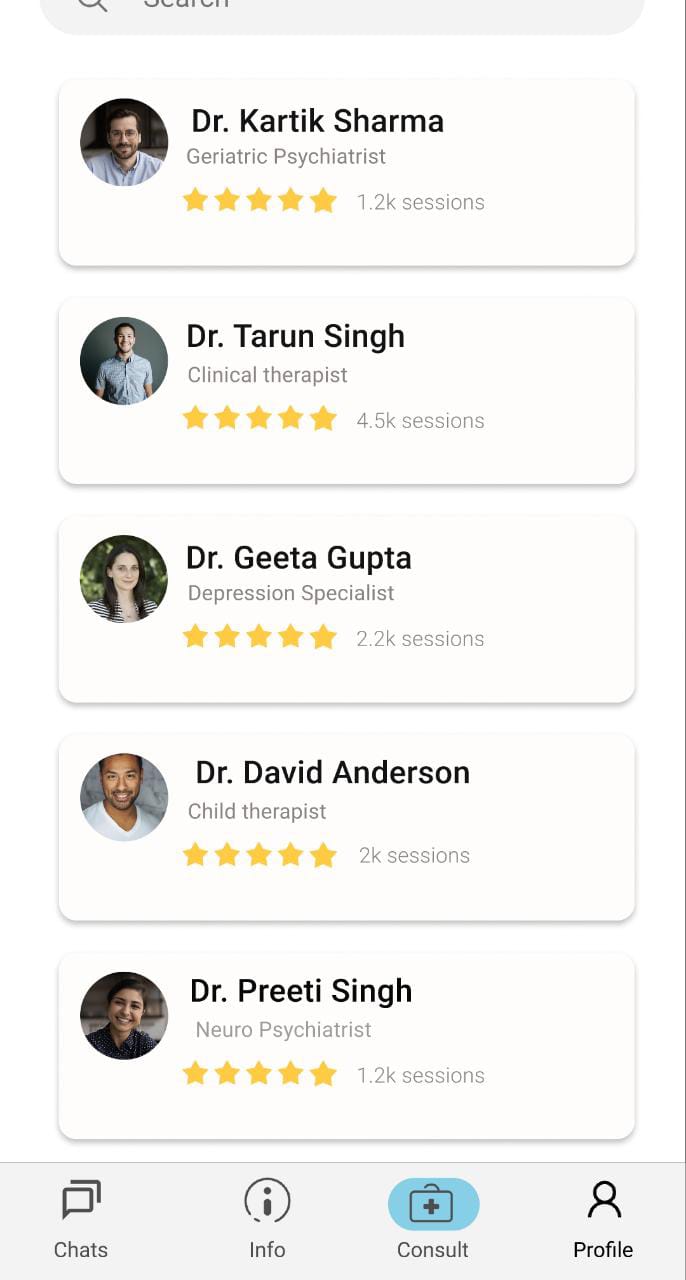 Search
Dr. Kartik Sharma
Geriatric Psychiatrist
1.2k sessions
Dr. Tarun Singh
Clinical therapist
4.5k sessions
Dr. Geeta Gupta
Depression Specialist
2.2k sessions
Dr. David Anderson
Child therapist
2k sessions
Dr. Preeti Singh
Neuro Psychiatrist
1.2k sessions
Chats Info Consult Profile